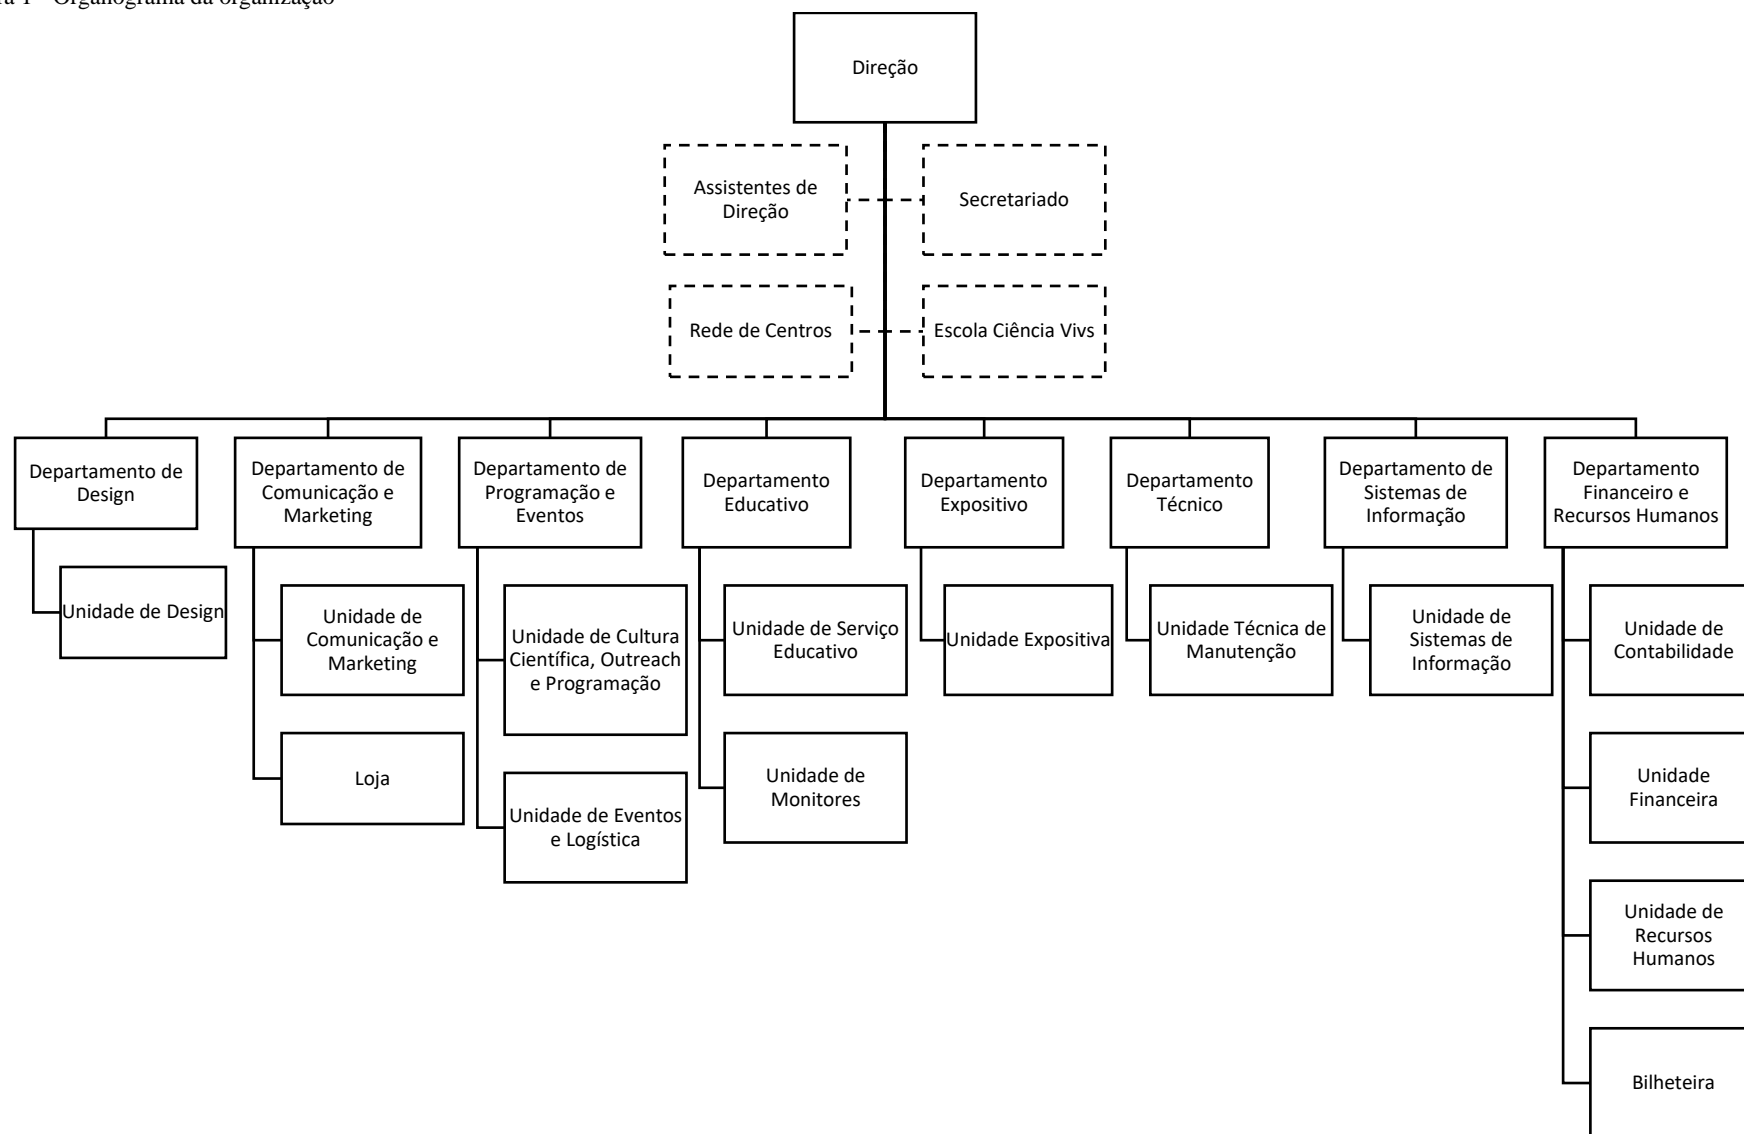 1 Organograma da organização
Direção
Assistentes de
Direção
Secretariado
Rede de Centros
Escola Ciência Vivs
Departamento de
Design
Departamento de
Comunicação e
Marketing
Departamento de
Programação e
Eventos
Departamento
Educativo
Departamento
Expositivo
Departamento
Técnico
Departamento de
Sistemas de
Informação
Departamento
Financeiro e
Recursos Humanos
Unidade de Design
Unidade de
Comunicação e
Marketing
Loja
Unidade de Cultura
Científica, Outreach
e Programação
Unidade de Eventos
e Logística
Unidade de Serviço
Educativo
Unidade de
Monitores
Unidade Expositiva
Unidade Técnica de
Manutenção
Unidade de
Sistemas de
Informação
Unidade de
Contabilidade
Unidade
Financeira
Unidade de
Recursos
Humanos
Bilheteira